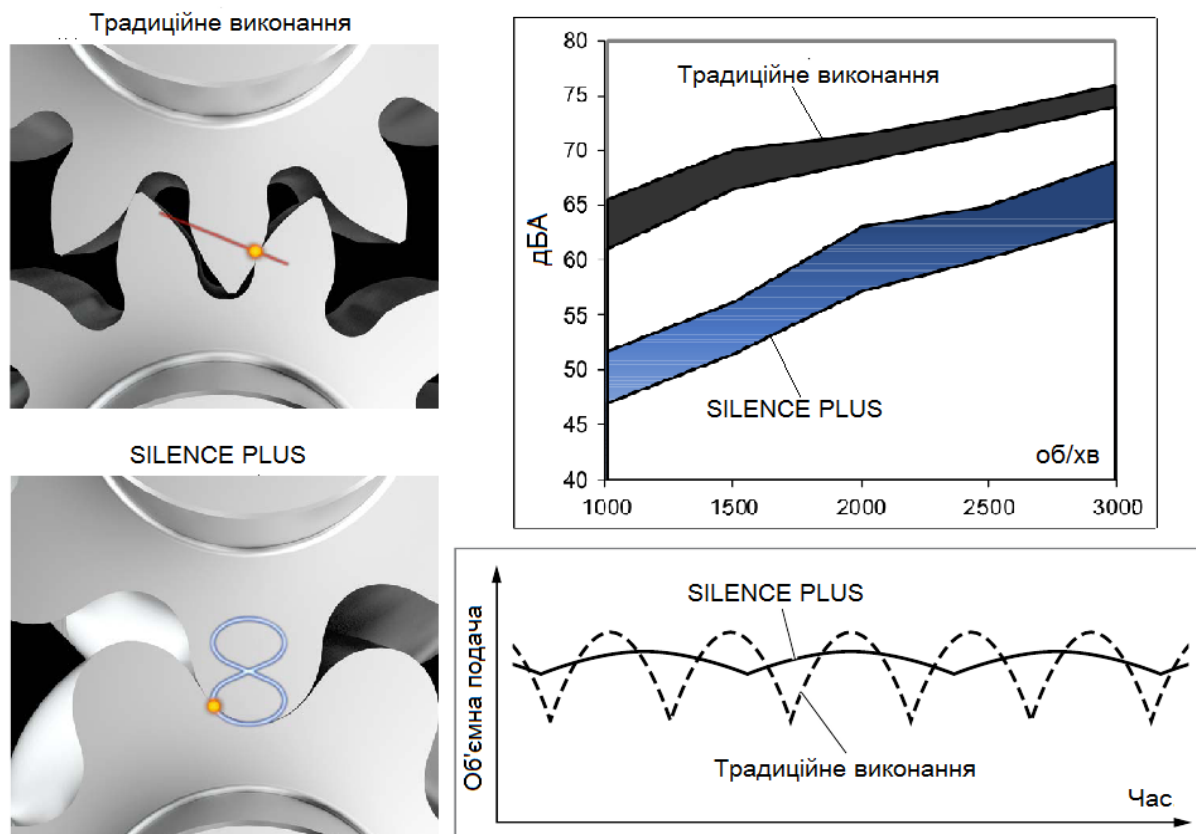 Традиційне виконання
SILENCE PLUS
80
75
70
65
60
55
50
45
40
дБА
Традиційне виконання
SILENCE PLUS
об/хв
1000 1500 2000 2500 3000
Об'ємна подача
SILENCE PLUS
Традиційне виконання
Час